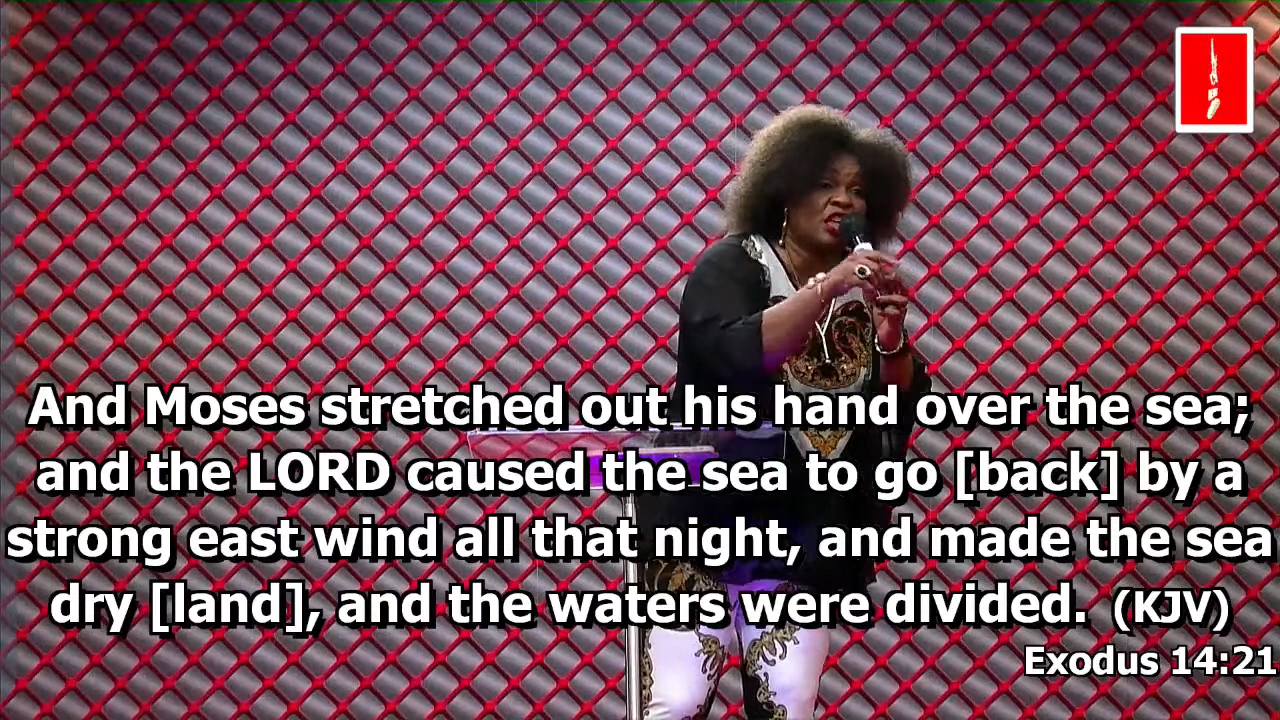 And Moses stretched out his hand over the sea;
and the LORD caused the sea to go [back] by a
strong east wind all that night, and made the sea
dry [land], and the waters were divided. (KJV)
Exodus 14:21